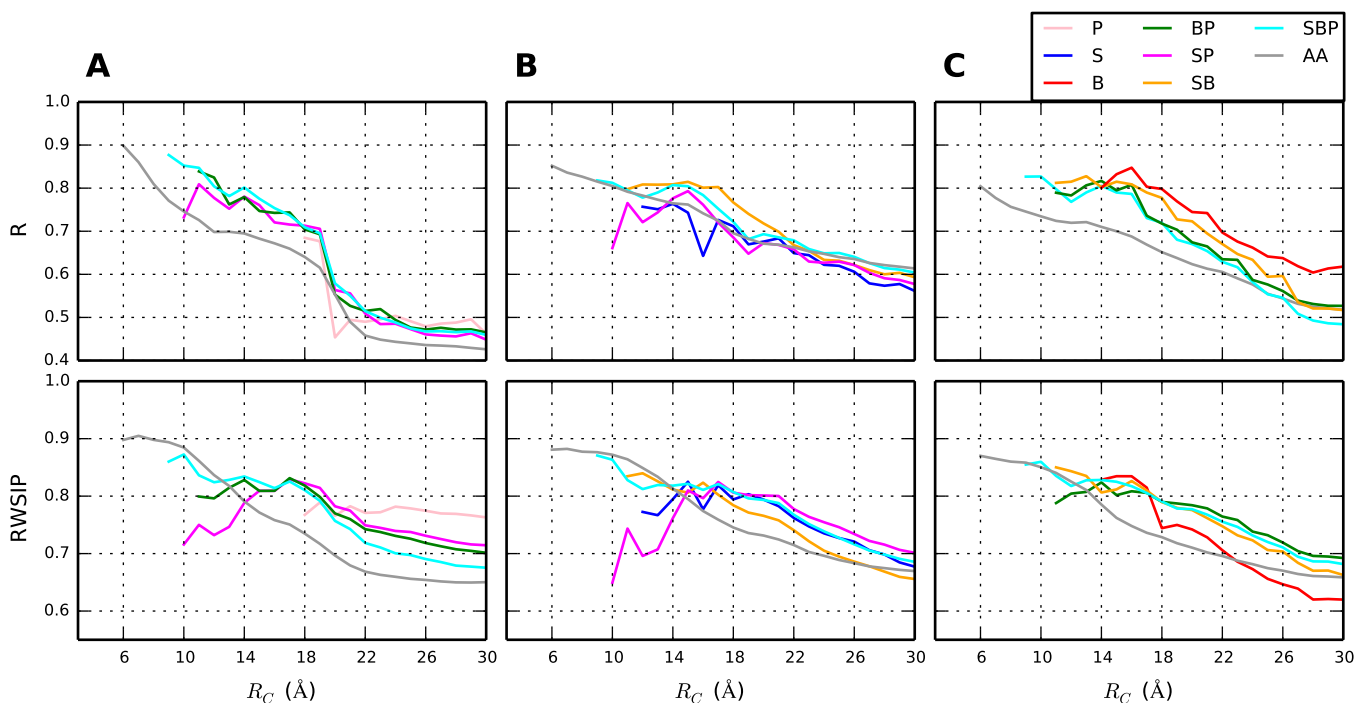 P BP SBP
S SP AA
B SB
A B C
1.0
0.9
0.8
0.7
0.6
0.5
0.4
R
1.0
0.9
0.8
0.7
0.6
RWSIP
6 10 14 18 22 26 30 6 10 14 18 22 26 30 6 10 14 18 22 26 30
R_C (Å) R_C (Å) R_C (Å)